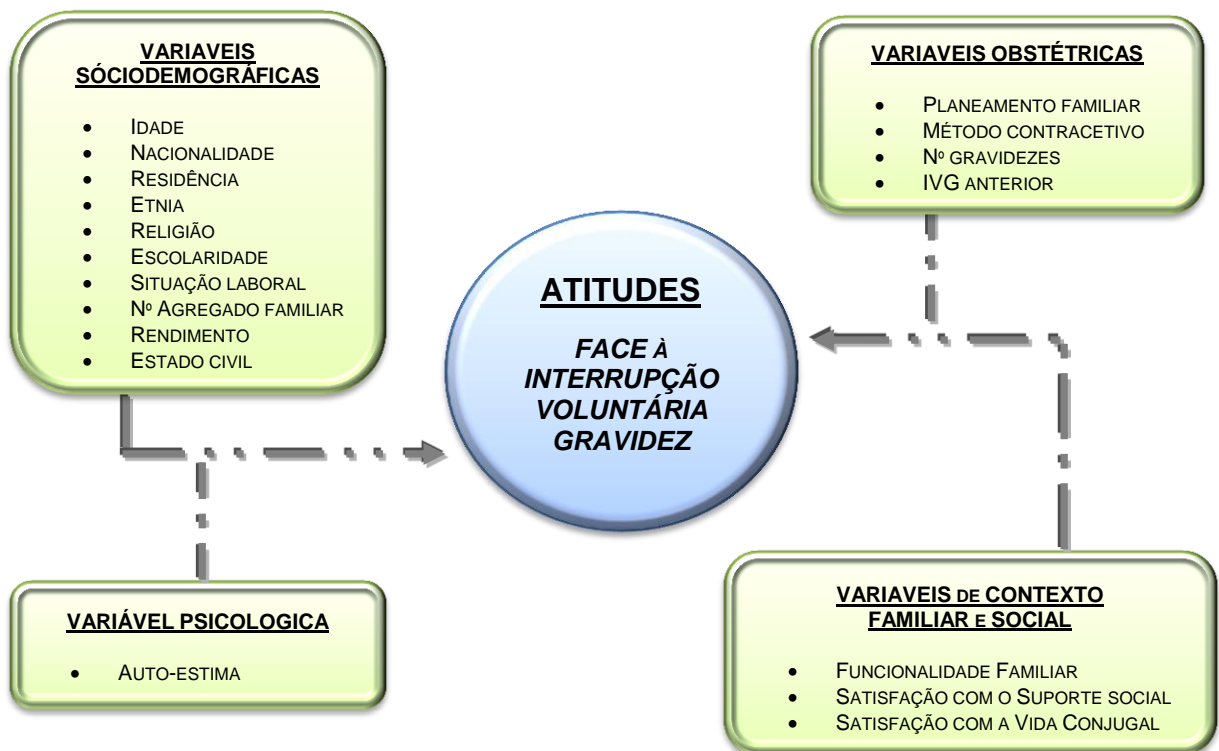 VARIAVEIS
SÓCIODEMOGRÁFICAS
• IDADE
• NACIONALIDADE
• RESIDÊNCIA
• ETNIA
• RELIGIÃO
• ESCOLARIDADE
• SITUAÇÃO LABORAL
• Nº AGREGADO FAMILIAR
• RENDIMENTO
• ESTADO CIVIL
VARIAVEIS OBSTÉTRICAS
• PLANEAMENTO FAMILIAR
• MÉTODO CONTRACETIVO
• Nº GRAVIDEZES
• IVG ANTERIOR
ATITUDES
FACE À
INTERRUPÇÃO
VOLUNTÁRIA
GRAVIDEZ
VARIÁVEL PSICOLOGICA
• AUTO-ESTIMA
VARIAVEIS DE CONTEXTO
FAMILIAR E SOCIAL
• FUNCIONALIDADE FAMILIAR
• SATISFAÇÃO COM O SUPORTE SOCIAL
• SATISFAÇÃO COM A VIDA CONJUGAL